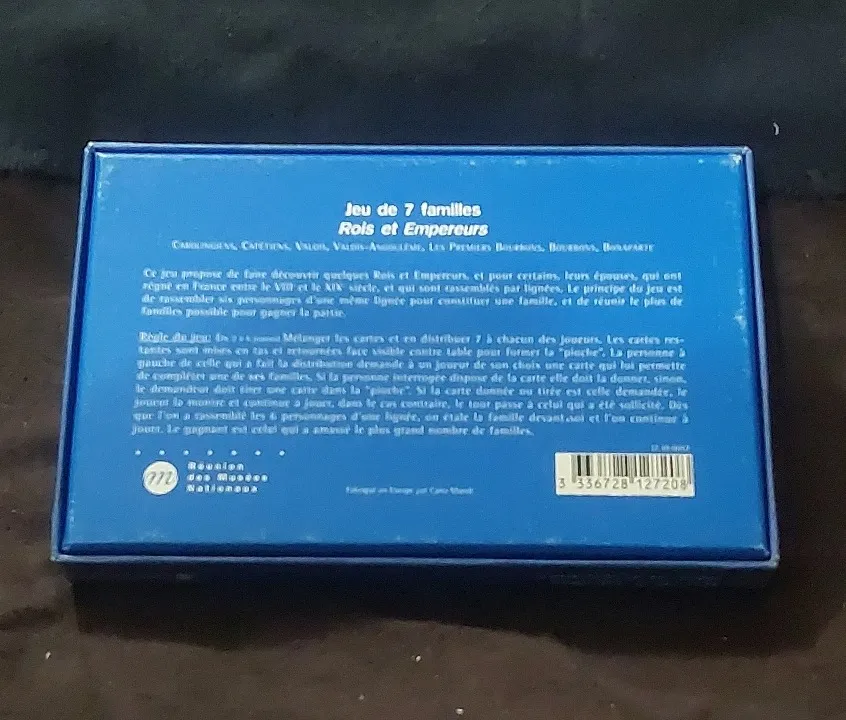 Jeu de 7 familles
Rois et Empereurs
CAROLINGIENS, CAPÉTIENS, VALOIS, VALOIS-ANGOULÊME, LES PREMIERS BOURBONS, BOURBONS, BONAPARTE
Ce jeu propose de faire découvrir quelques Rois et Empereurs, et pour certains, leurs épouses, qui ont
régné en France entre le VIIIe et le XIXe siècle, et qui sont rassemblés par lignées. Le principe du jeu est
de rassembler six personnages d'une même lignée pour constituer une famille, et de réunir le plus de
familles possible pour gagner la partie.
Règle du jeu: Mélanger les cartes et en distribuer 7 à chacun des joueurs. Les cartes res-
tantes sont mises en tas et retournées face visible contre table pour former la "pioche". La personne à
gauche de celle qui a fait la distribution demande à un joueur de son choix une carte qui lui permette
de compléter une de ses familles. Si la personne interrogée dispose de la carte elle doit la donner, sinon,
le demandeur doit tirer une carte dans la "pioche". Si la carte donnée ou tirée est celle demandée, le
joueur la montre et continue à jouer, dans le cas contraire, le tour passe à celui qui a été sollicité. Dès
que l'on a rassemblé les 6 personnages d'une lignée, on étale la famille devant soi et l'on continue à
jouer. Le gagnant est celui qui a amassé le plus grand nombre de familles.
m
Réunion
des Musées
Nationaux
Fabriqué en Europe par Carta Mundi
3 336728 127208